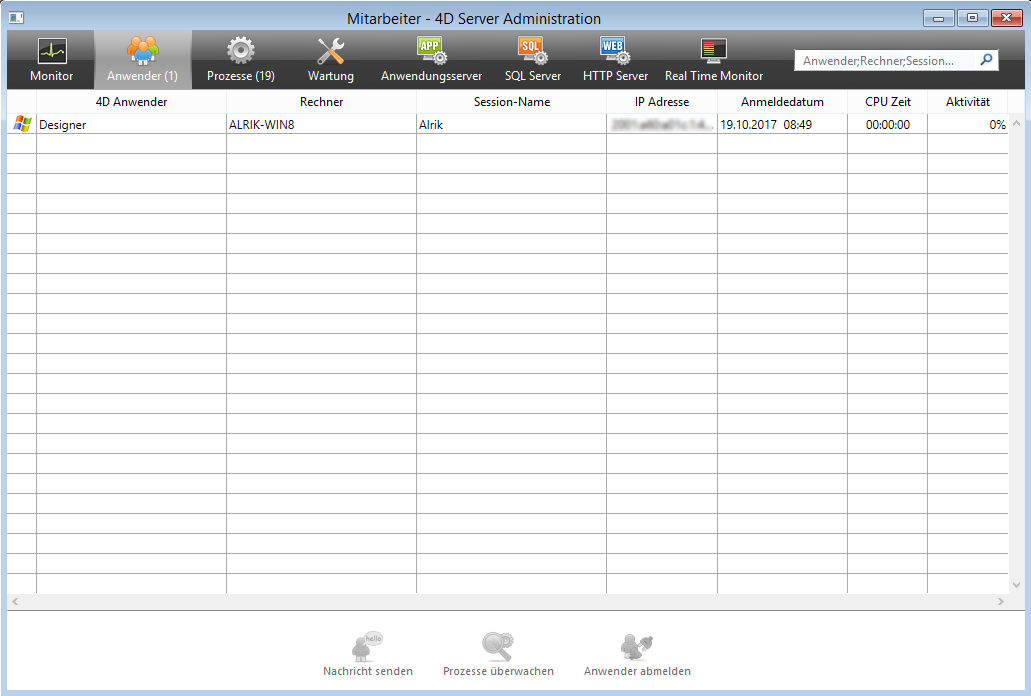 Mitarbeiter - 4D Server Administration
Monitor
Anwender (1)
Prozesse (19)
Wartung
APP
Anwendungsserver
SQL
SQL Server
WEB
HTTP Server
Real Time Monitor
Anwender;Rechner;Session...
4D Anwender Rechner Session-Name IP Adresse Anmeldedatum CPU Zeit Aktivität
Designer ALRIK-WIN8 Alrik 19.10.2017 08:49 00:00:00 0%
hello
Nachricht senden
Prozesse überwachen
Anwender abmelden